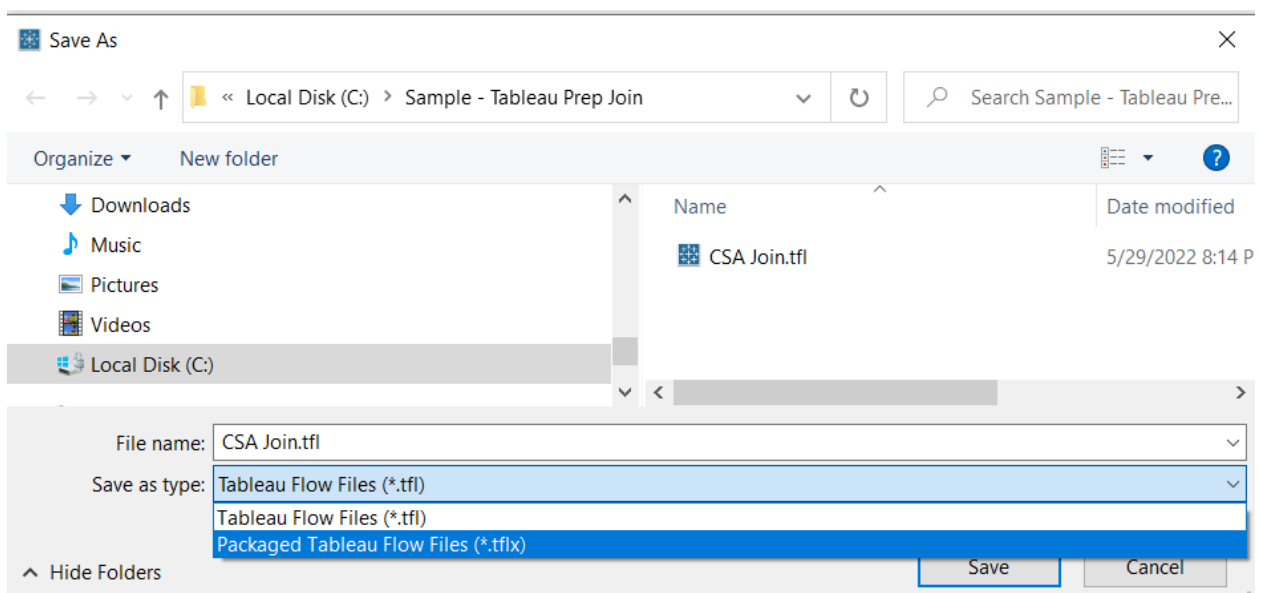 Save As
« Local Disk (C:) > Sample - Tableau Prep Join
Search Sample - Tableau Pre...
Organize
New folder
?
Downloads
Music
Pictures
Videos
Local Disk (C:)
Name
Date modified
CSA Join.tfl
5/29/2022 8:14 P
File name:
CSA Join.tfl
Save as type:
Tableau Flow Files (*.tfl)
Tableau Flow Files (*.tfl)
Packaged Tableau Flow Files (*.tflx)
Hide Folders
Save
Cancel